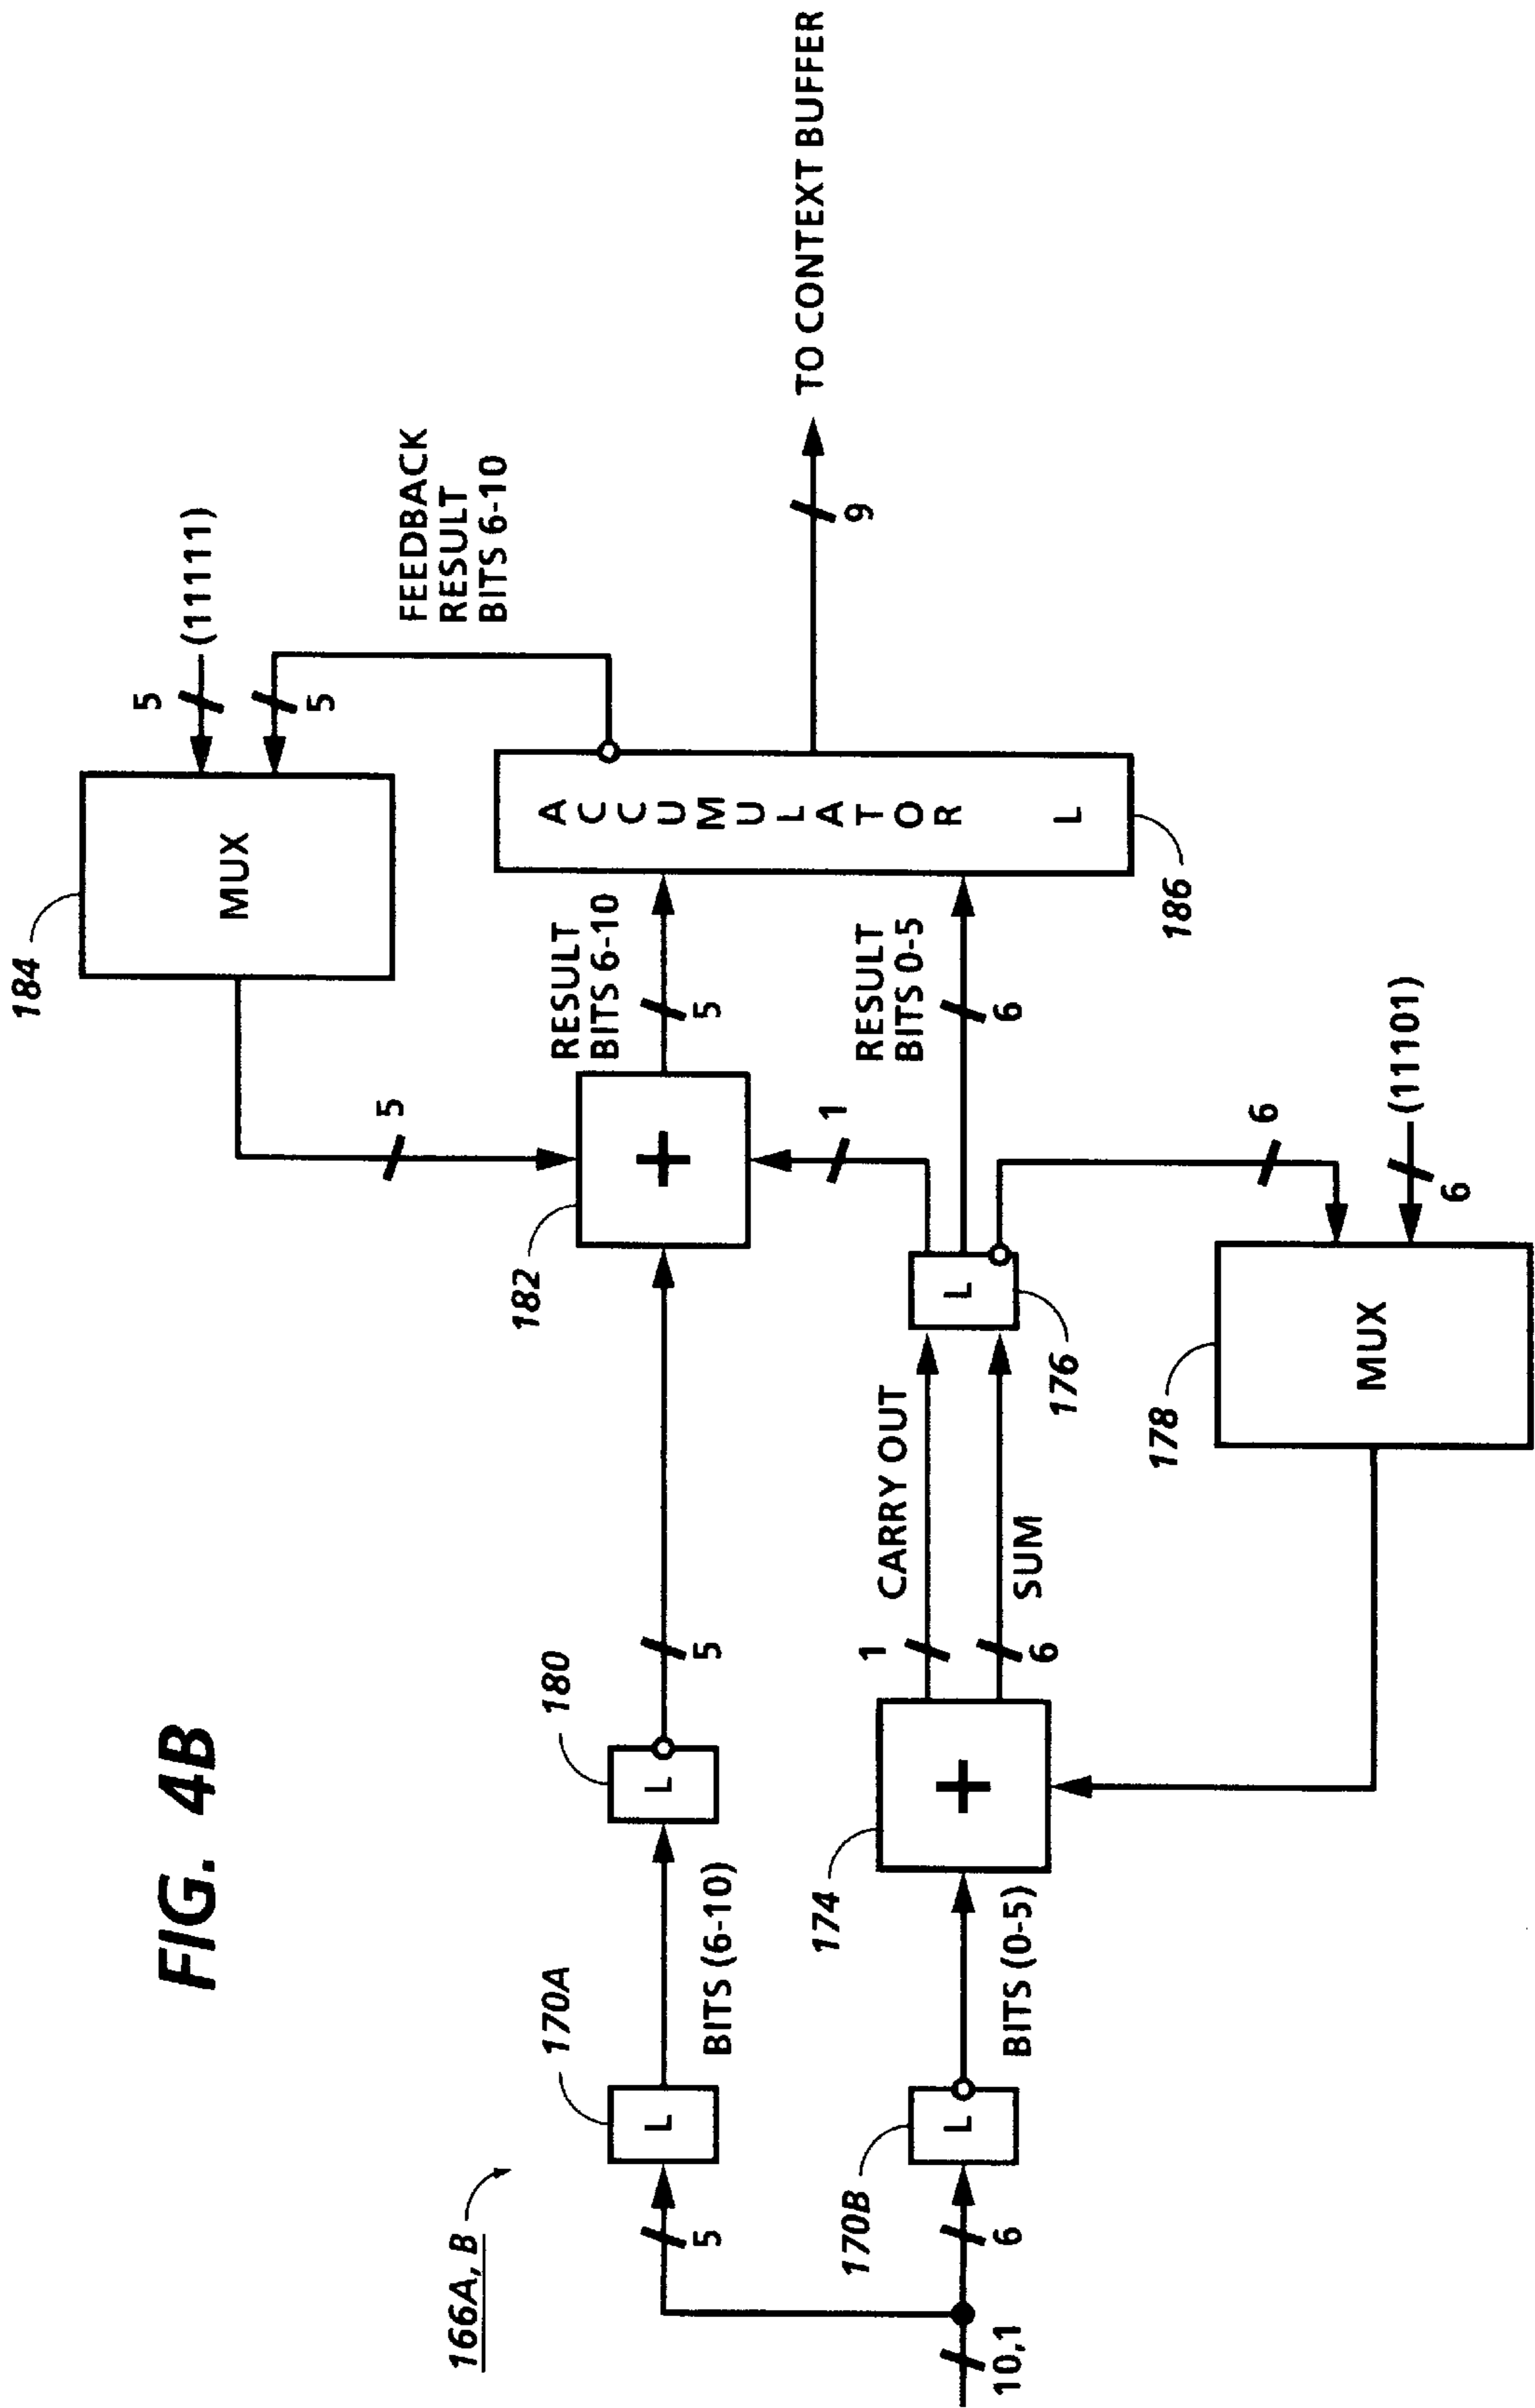 FIG. 4B
166A, B
10,1
5
170A
L
BITS (6-10)
180
L
5
182
+
5
1
184
MUX
5
(11111)
5
FEEDBACK
RESULT
BITS 6-10
RESULT
BITS 6-10
5
ACCUMULATOR
L
186
9
TO CONTEXT BUFFER
6
170B
L
BITS (0-5)
174
+
1
CARRY OUT
6
SUM
L
176
RESULT
BITS 0-5
6
6
(11101)
6
178
MUX